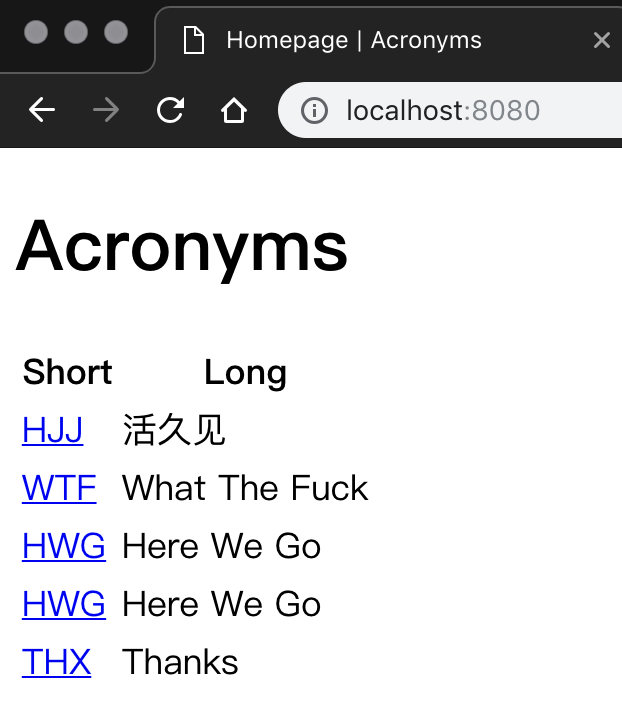 Homepage | Acronyms
localhost:8080
Acronyms
Short Long
HJJ 活久见
WTF What The Fuck
HWG Here We Go
HWG Here We Go
THX Thanks